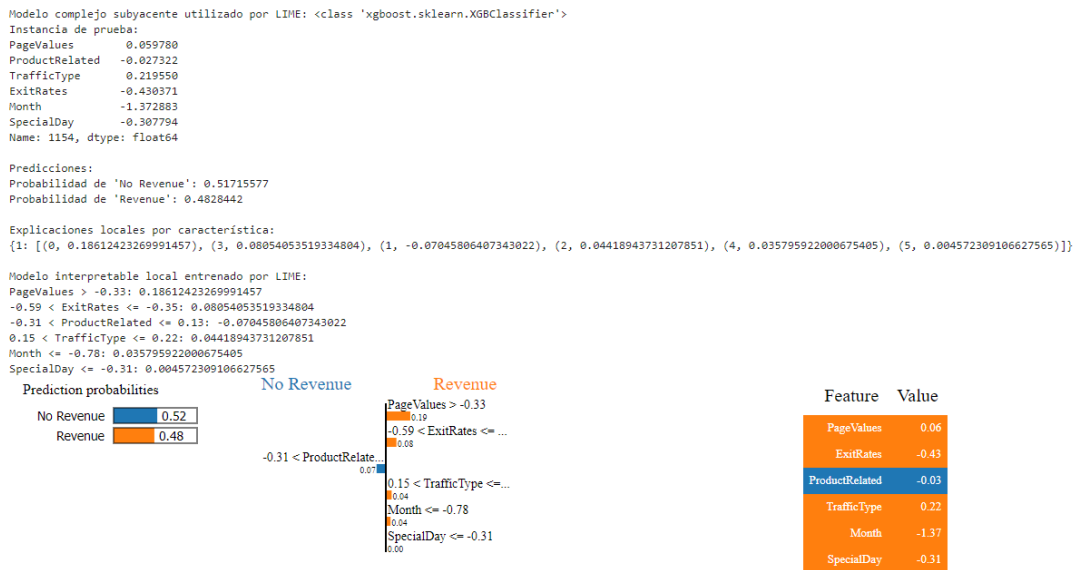 Modelo complejo subyacente utilizado por LIME: <class 'xgboost.sklearn.XGBClassifier'>
Instancia de prueba:
PageValues 0.059780
ProductRelated -0.027322
TrafficType 0.219550
ExitRates -0.430371
Month -1.372883
SpecialDay -0.307794
Name: 1154, dtype: float64
Predicciones:
Probabilidad de 'No Revenue': 0.51715577
Probabilidad de 'Revenue': 0.4828442
Explicaciones locales por característica:
{1: [(0, 0.18612423269991457), (3, 0.08054053519334804), (1, -0.07045806407343022), (2, 0.04418943731207851), (4, 0.035795922000675405), (5, 0.004572309106627565)]}
Modelo interpretable local entrenado por LIME:
PageValues > -0.33: 0.18612423269991457
-0.59 < ExitRates <= -0.35: 0.08054053519334804
-0.31 < ProductRelated <= 0.13: -0.07045806407343022
0.15 < TrafficType <= 0.22: 0.04418943731207851
Month <= -0.78: 0.035795922000675405
SpecialDay <= -0.31: 0.004572309106627565
Prediction probabilities
No Revenue 0.52
Revenue 0.48
No Revenue Revenue
PageValues > -0.33
0.19
-0.59 < ExitRates <= ...
0.08
-0.31 < ProductRelate...
0.07
0.15 < TrafficType <=...
0.04
Month <= -0.78
0.04
SpecialDay <= -0.31
0.00
Feature Value
PageValues 0.06
ExitRates -0.43
ProductRelated -0.03
TrafficType 0.22
Month -1.37
SpecialDay -0.31